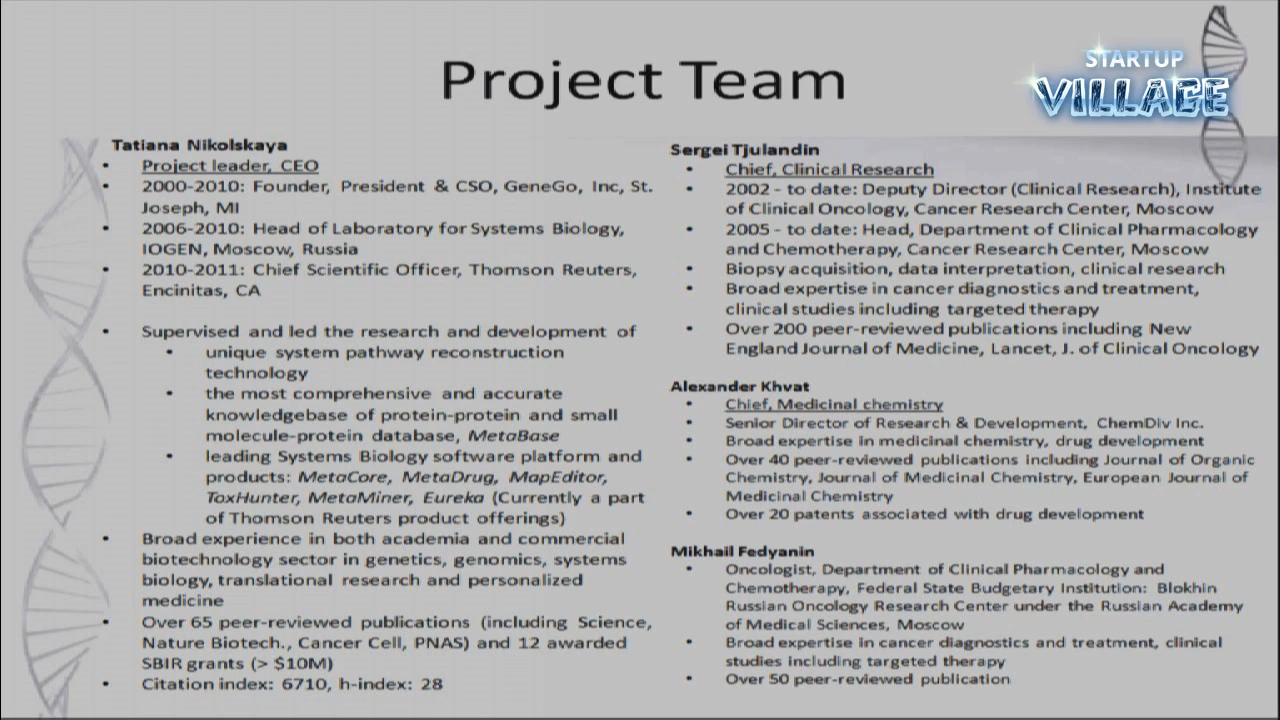 Project Team
STARTUP
VILLAGE
Tatiana Nikolskaya
• Project leader, CEO
• 2000-2010: Founder, President & CSO, GeneGo, Inc, St.
Joseph, MI
• 2006-2010: Head of Laboratory for Systems Biology,
IOGEN, Moscow, Russia
• 2010-2011: Chief Scientific Officer, Thomson Reuters,
Encinitas, CA
• Supervised and led the research and development of
• unique system pathway reconstruction
technology
• the most comprehensive and accurate
knowledgebase of protein-protein and small
molecule-protein database, MetaBase
• leading Systems Biology software platform and
products: MetaCore, MetaDrug, MapEditor,
ToxHunter, MetaMiner, Eureka (Currently a part
of Thomson Reuters product offerings)
• Broad experience in both academia and commercial
biotechnology sector in genetics, genomics, systems
biology, translational research and personalized
medicine
• Over 65 peer-reviewed publications (including Science,
Nature Biotech., Cancer Cell, PNAS) and 12 awarded
SBIR grants (> $10M)
• Citation index: 6710, h-index: 28
Sergei Tjulandin
• Chief, Clinical Research
• 2002 - to date: Deputy Director (Clinical Research), Institute
of Clinical Oncology, Cancer Research Center, Moscow
• 2005 - to date: Head, Department of Clinical Pharmacology
and Chemotherapy, Cancer Research Center, Moscow
• Biopsy acquisition, data interpretation, clinical research
• Broad expertise in cancer diagnostics and treatment,
clinical studies including targeted therapy
• Over 200 peer-reviewed publications including New
England Journal of Medicine, Lancet, J. of Clinical Oncology
Alexander Khvat
• Chief, Medicinal chemistry
• Senior Director of Research & Development, ChemDiv Inc.
• Broad expertise in medicinal chemistry, drug development
• Over 40 peer-reviewed publications including Journal of Organic
Chemistry, Journal of Medicinal Chemistry, European Journal of
Medicinal Chemistry
• Over 20 patents associated with drug development
Mikhail Fedyanin
• Oncologist, Department of Clinical Pharmacology and
Chemotherapy, Federal State Budgetary Institution: Blokhin
Russian Oncology Research Center under the Russian Academy
of Medical Sciences, Moscow
• Broad expertise in cancer diagnostics and treatment, clinical
studies including targeted therapy
• Over 50 peer-reviewed publication